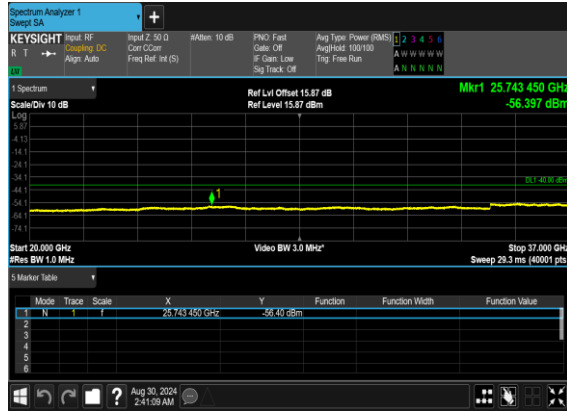 Spectrum Analyzer 1
Swept SA
+
KEYSIGHT Input: RF Input Z: 50 Ω #Atten: 10 dB PNO: Fast Avg Type: Power (RMS) 1 2 3 4 5 6
R T Coupling: DC Corr CCorr Gate: Off Avg|Hold: 100/100 A W W W W W
Align: Auto Freq Ref: Int (S) IF Gain: Low Trig: Free Run
Sig Track: Off A N N N N N
1 Spectrum Ref Lvl Offset 15.87 dB Mkr1 25.743 450 GHz
Scale/Div 10 dB Ref Level 15.87 dBm -56.397 dBm
Log
5.87
-4.13
-14.1
-24.1
-34.1
DL1 -40.00 dBm
-44.1
1
-54.1
-64.1
-74.1
Start 20.000 GHz Video BW 3.0 MHz* Stop 37.000 GHz
#Res BW 1.0 MHz Sweep 29.3 ms (40001 pts)
5 Marker Table
Mode Trace Scale X Y Function Function Width Function Value
1 N 1 f 25.743 450 GHz -56.40 dBm
2
3
4
5
6
? Aug 30, 2024
2:41:09 AM